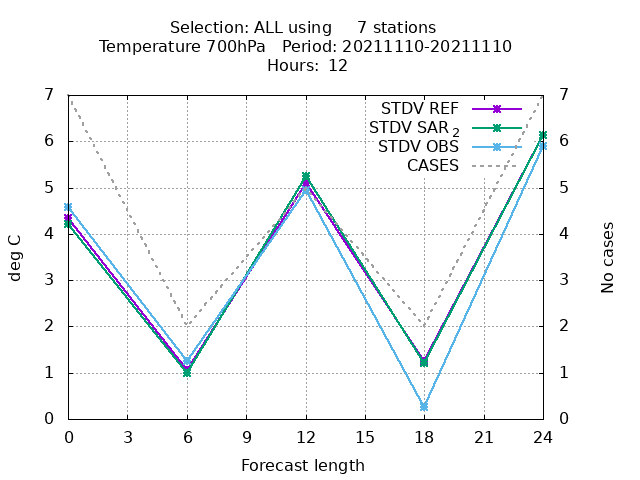 Selection: ALL using     7 stations
Temperature 700hPa   Period: 20211110-20211110
Hours:  12
7 7
STDV REF
STDV SAR 2
6 6
STDV OBS
CASES
5 5
4 4
deg C
No cases
3 3
2 2
1 1
0 0
0 3 6 9 12 15 18 21 24
Forecast length